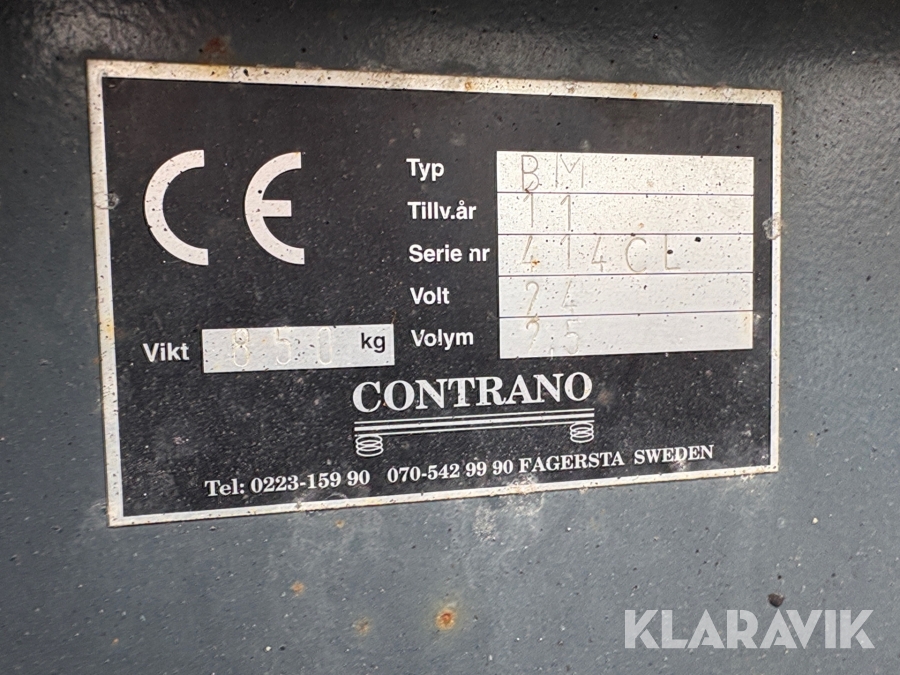 CE
Typ BM
Tillv.år 11
Serie nr 414CL
Volt 24
Volym 2,5
Vikt 850 kg
CONTRANO
Tel: 0223-159 90 070-542 99 90 FAGERSTA SWEDEN
KLARAVIK